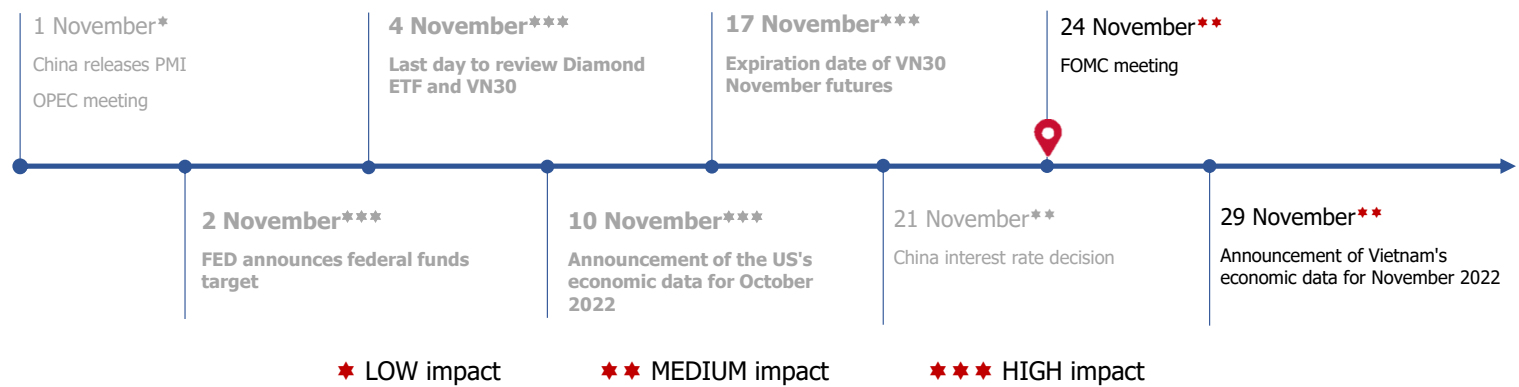 1 November*
China releases PMI
OPEC meeting
4 November***
Last day to review Diamond
ETF and VN30
17 November***
Expiration date of VN30
November futures
24 November**
FOMC meeting
2 November***
FED announces federal funds
target
10 November***
Announcement of the US's
economic data for October
2022
21 November**
China interest rate decision
29 November**
Announcement of Vietnam's
economic data for November 2022
* LOW impact
** MEDIUM impact
*** HIGH impact